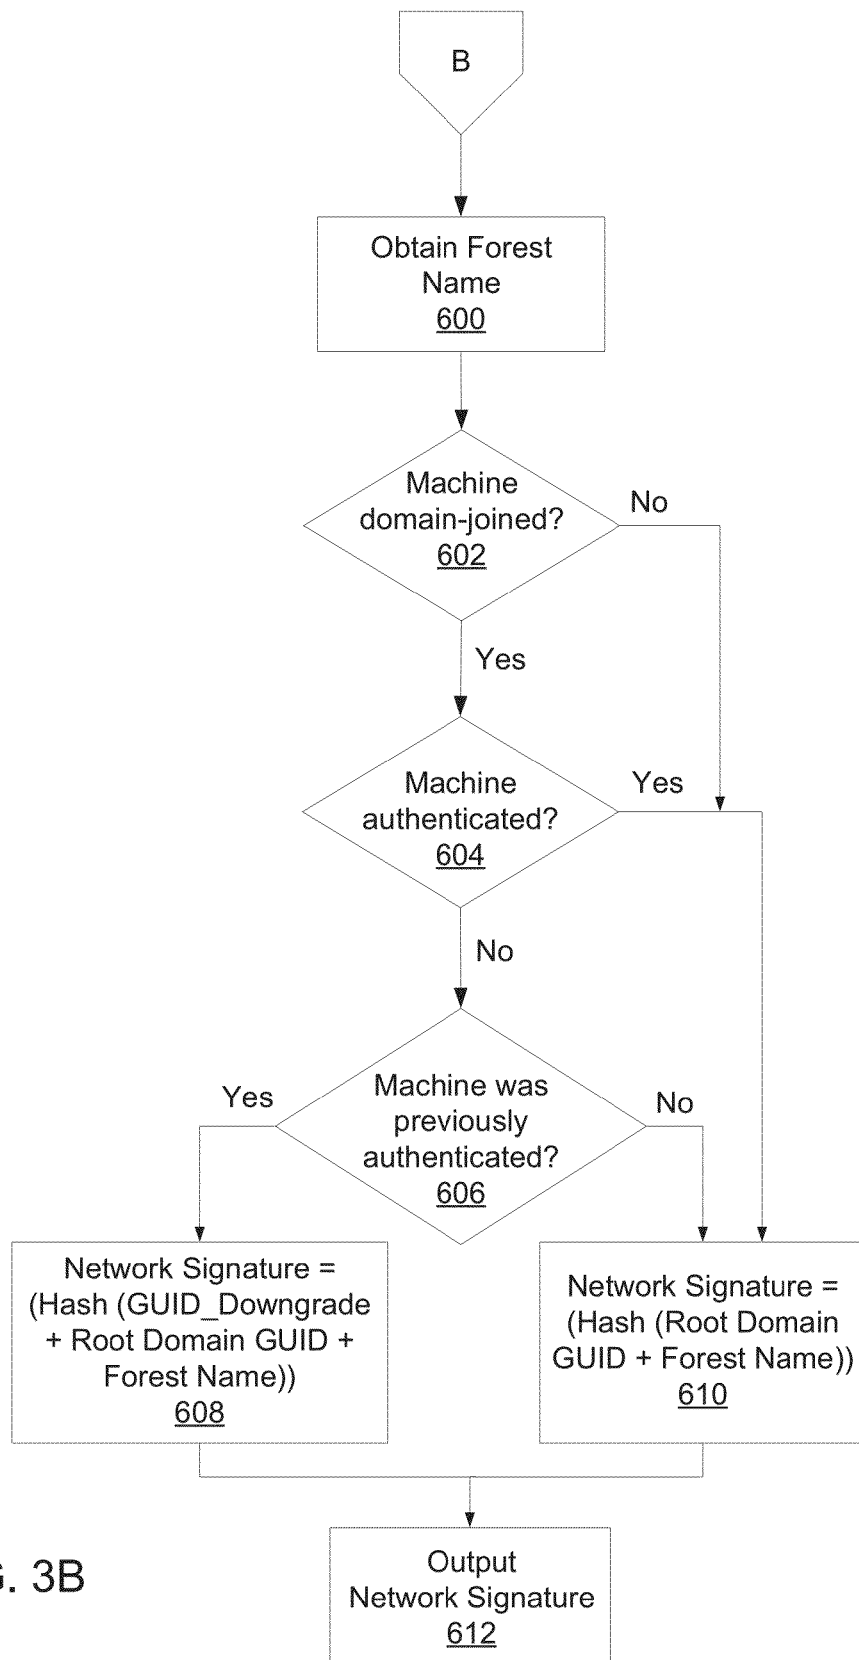 B
Obtain Forest
Name
600
Machine
domain-joined?
602
No
Yes
Machine
authenticated?
604
Yes
No
Machine was
previously
authenticated?
606
Yes
No
Network Signature =
(Hash (GUID_Downgrade
+ Root Domain GUID +
Forest Name))
608
Network Signature =
(Hash (Root Domain
GUID + Forest Name))
610
Output
Network Signature
612
. 3B